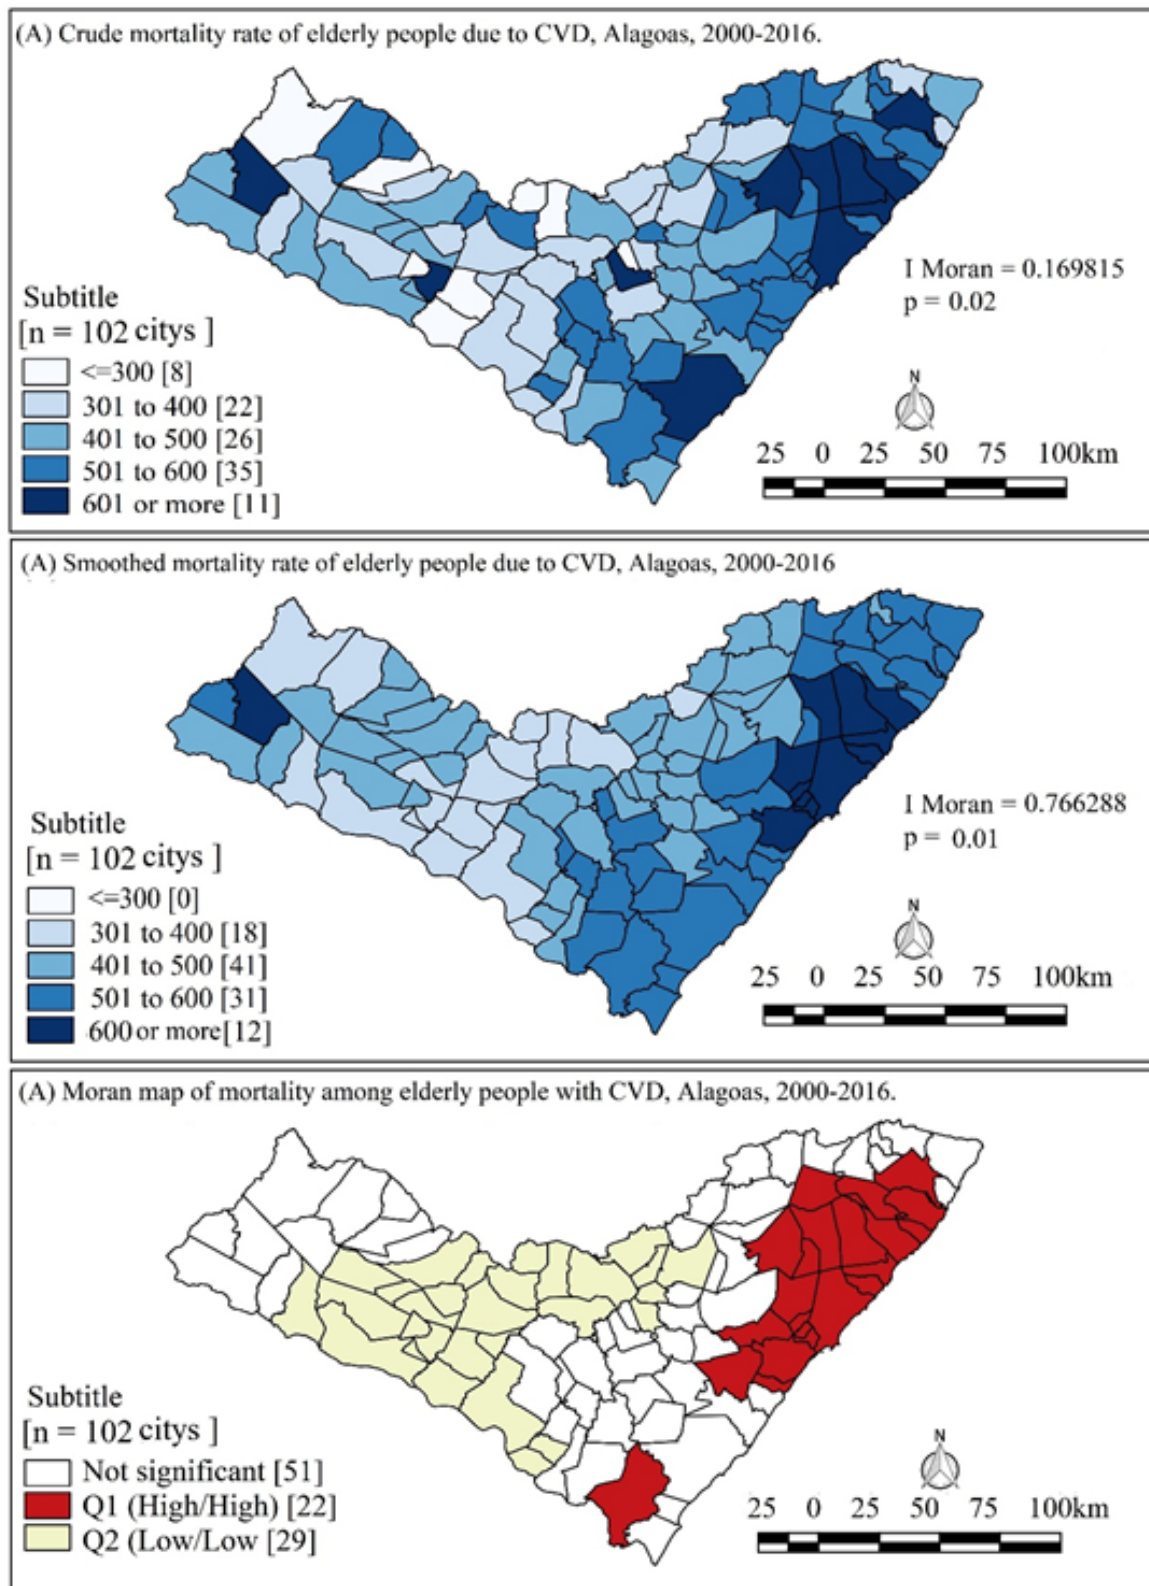 (A) Crude mortality rate of elderly people due to CVD, Alagoas, 2000-2016.
I Moran = 0.169815
p = 0.02
Subtitle
[n = 102 citys ]
<=300 [8]
301 to 400 [22]
401 to 500 [26]
501 to 600 [35]
601 or more [11]
N
25 0 25 50 75 100km
(A) Smoothed mortality rate of elderly people due to CVD, Alagoas, 2000-2016
I Moran = 0.766288
p = 0.01
Subtitle
[n = 102 citys ]
<=300 [0]
301 to 400 [18]
401 to 500 [41]
501 to 600 [31]
600 or more[12]
N
25 0 25 50 75 100km
(A) Moran map of mortality among elderly people with CVD, Alagoas, 2000-2016.
Subtitle
[n = 102 citys ]
Not significant [51]
Q1 (High/High) [22]
Q2 (Low/Low [29]
N
25 0 25 50 75 100km